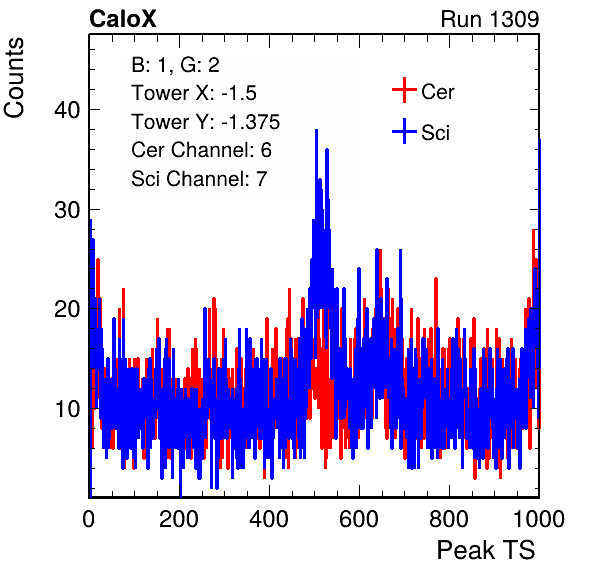 CaloX Run 1309
Counts
B: 1, G: 2
Tower X: -1.5
Tower Y: -1.375
Cer Channel: 6
Sci Channel: 7
Cer
Sci
40
30
20
10
0 200 400 600 800 1000
Peak TS